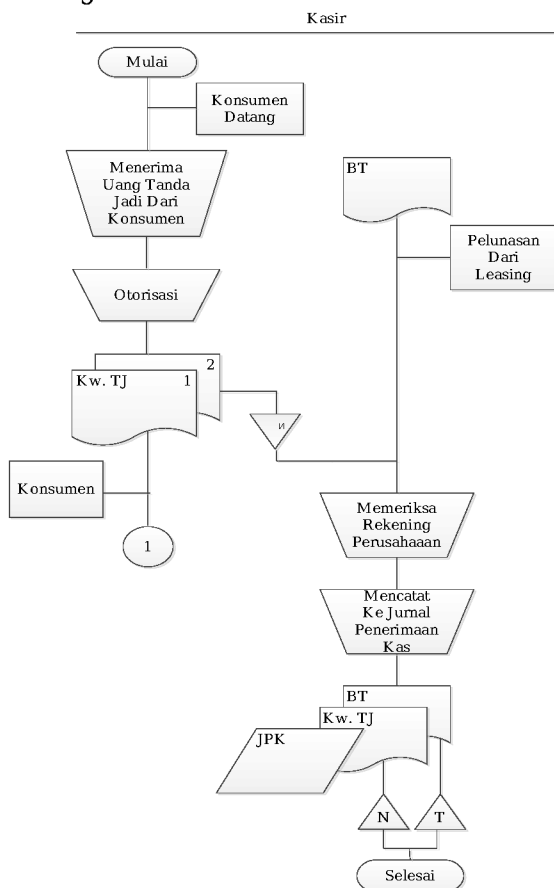 Kasir
Mulai
Konsumen
Datang
Menerima
Uang Tanda
Jadi Dari
Konsumen
BT
Pelunasan
Dari
Leasing
Otorisasi
2
Kw. TJ 1
N
Konsumen
1
Memeriksa
Rekening
Perusahaaan
Mencatat
Ke Jurnal
Penerimaan
Kas
BT
Kw. TJ
JPK
N T
Selesai